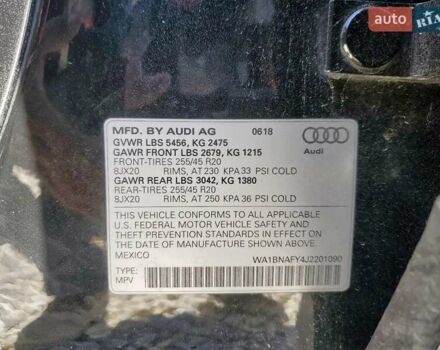 auto RIA
MFD. BY AUDI AG 0618
GVWR LBS 5456, KG 2475
GAWR FRONT LBS 2679, KG 1215
FRONT-TIRES 255/45 R20
8JX20 RIMS, AT 230 KPA 33 PSI COLD
GAWR REAR LBS 3042, KG 1380
REAR-TIRES 255/45 R20
8JX20 RIMS, AT 250 KPA 36 PSI COLD
Audi
THIS VEHICLE CONFORMS TO ALL APPLICABLE
U.S. FEDERAL MOTOR VEHICLE SAFETY AND
THEFT PREVENTION STANDARDS IN EFFECT ON
THE DATE OF MANUFACTURE SHOWN ABOVE.
MEXICO WA1BNAFY4J2201090
TYPE:
MPV